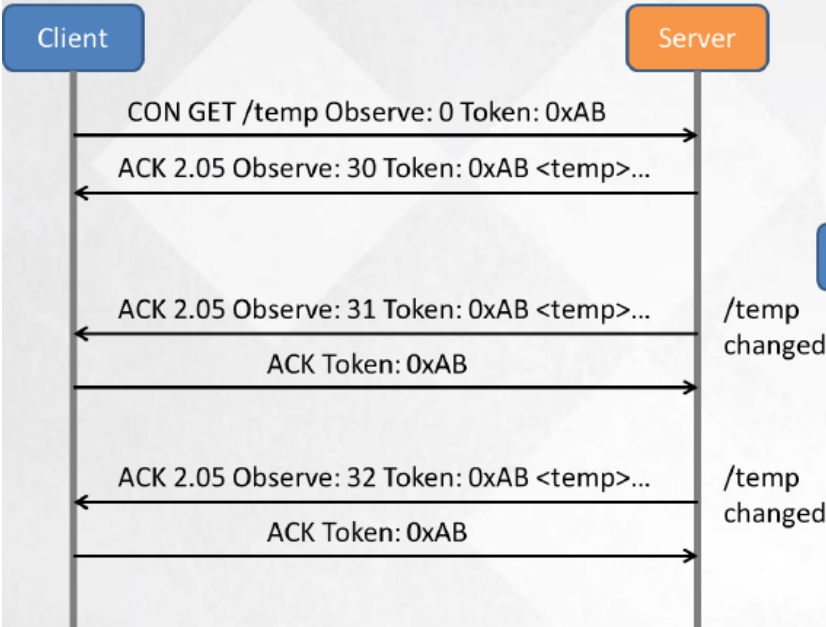 Client
Server
CON GET /temp Observe: 0 Token: 0xAB
ACK 2.05 Observe: 30 Token: 0xAB <temp>...
ACK 2.05 Observe: 31 Token: 0xAB <temp>...
/temp
changed
ACK Token: 0xAB
ACK 2.05 Observe: 32 Token: 0xAB <temp>...
/temp
changed
ACK Token: 0xAB